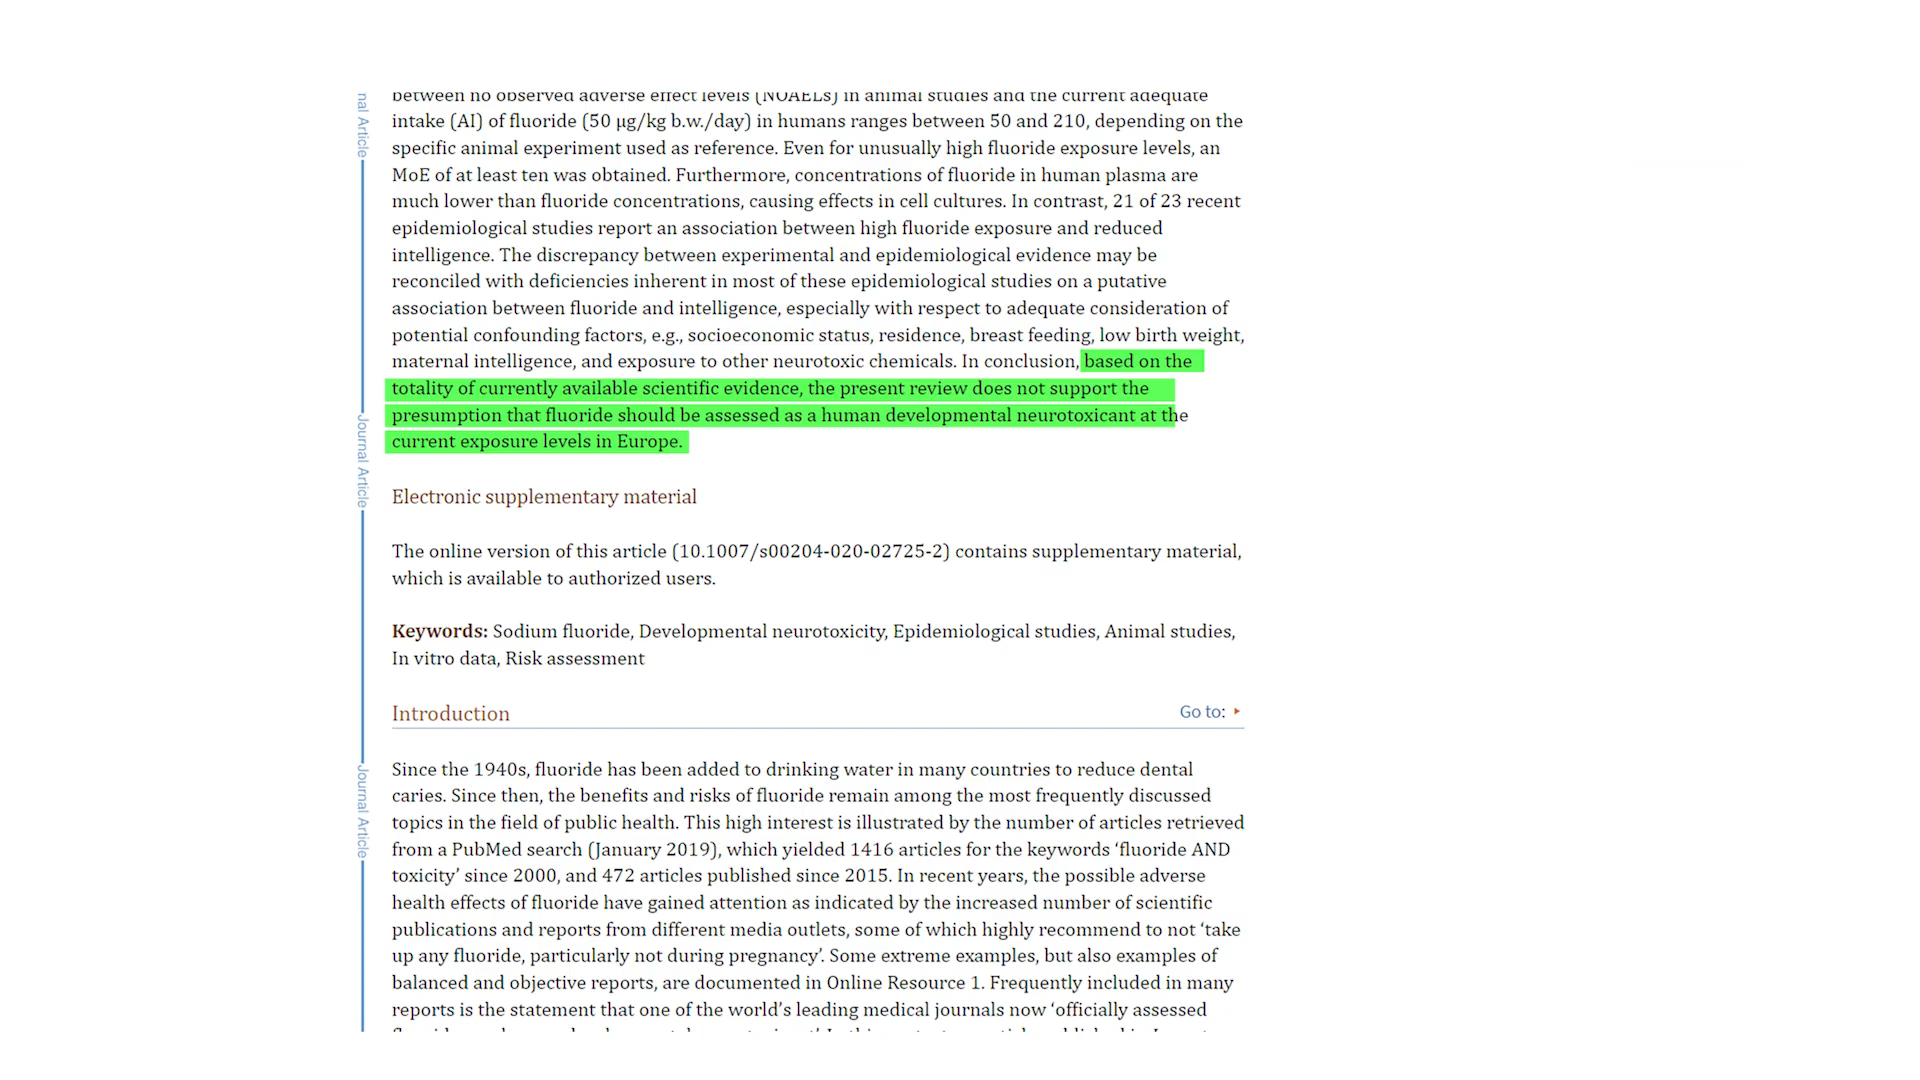 between no observed adverse effect levels (NOAELs) in animal studies and the current adequate
intake (AI) of fluoride (50 µg/kg b.w./day) in humans ranges between 50 and 210, depending on the
specific animal experiment used as reference. Even for unusually high fluoride exposure levels, an
MoE of at least ten was obtained. Furthermore, concentrations of fluoride in human plasma are
much lower than fluoride concentrations, causing effects in cell cultures. In contrast, 21 of 23 recent
epidemiological studies report an association between high fluoride exposure and reduced
intelligence. The discrepancy between experimental and epidemiological evidence may be
reconciled with deficiencies inherent in most of these epidemiological studies on a putative
association between fluoride and intelligence, especially with respect to adequate consideration of
potential confounding factors, e.g., socioeconomic status, residence, breast feeding, low birth weight,
maternal intelligence, and exposure to other neurotoxic chemicals. In conclusion, based on the
totality of currently available scientific evidence, the present review does not support the
presumption that fluoride should be assessed as a human developmental neurotoxicant at the
current exposure levels in Europe.
Electronic supplementary material
The online version of this article (10.1007/s00204-020-02725-2) contains supplementary material,
which is available to authorized users.
Keywords: Sodium fluoride, Developmental neurotoxicity, Epidemiological studies, Animal studies,
In vitro data, Risk assessment
Introduction
Go to:
Since the 1940s, fluoride has been added to drinking water in many countries to reduce dental
caries. Since then, the benefits and risks of fluoride remain among the most frequently discussed
topics in the field of public health. This high interest is illustrated by the number of articles retrieved
from a PubMed search (January 2019), which yielded 1416 articles for the keywords ‘fluoride AND
toxicity’ since 2000, and 472 articles published since 2015. In recent years, the possible adverse
health effects of fluoride have gained attention as indicated by the increased number of scientific
publications and reports from different media outlets, some of which highly recommend to not ‘take
up any fluoride, particularly not during pregnancy’. Some extreme examples, but also examples of
balanced and objective reports, are documented in Online Resource 1. Frequently included in many
reports is the statement that one of the world’s leading medical journals now ‘officially assessed
nal Article
Journal Article
Journal Article